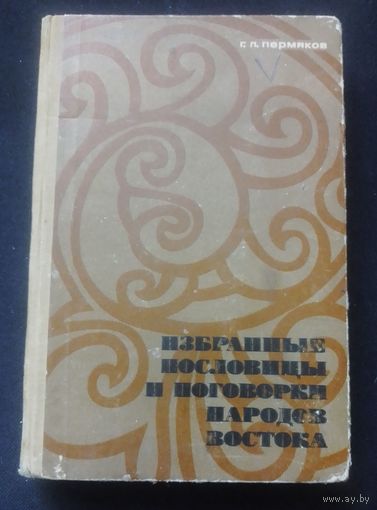 г. л. пермяков
ИЗБРАННЫЕ
ПОСЛОВИЦЫ
И ПОГОВОРКИ
НАРОДОВ
ВОСТОКА
www.ay.by